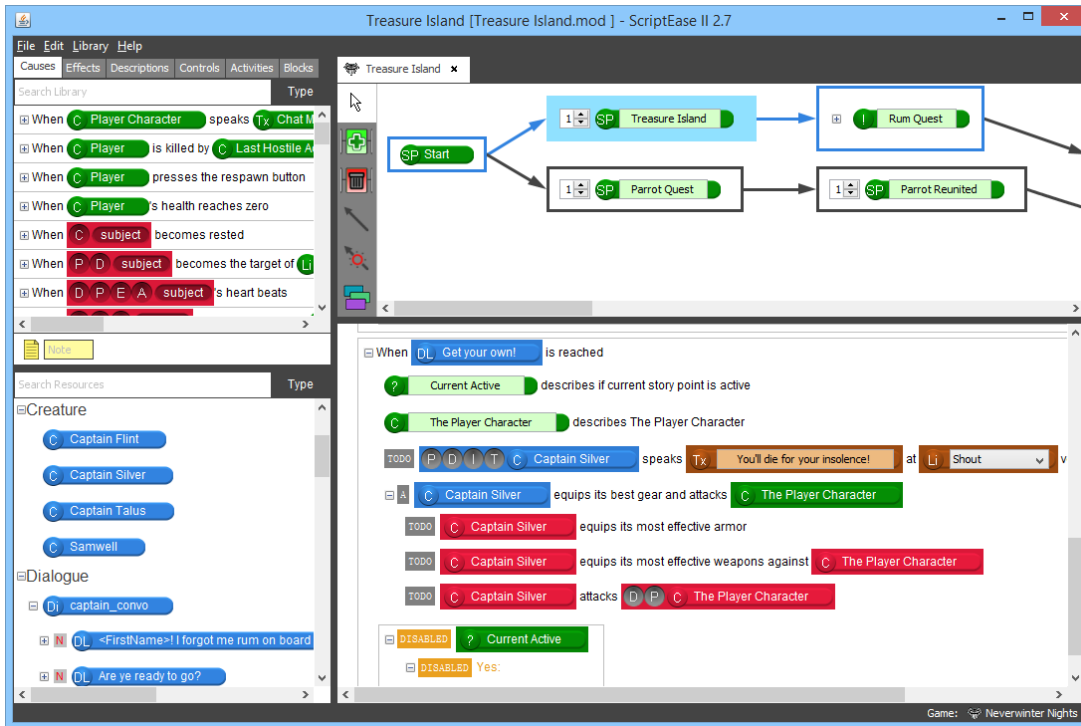 Treasure Island [Treasure Island.mod ] - ScriptEase II 2.7
File Edit Library Help
Causes Effects Descriptions Controls Activities Blocks
Search Library Type
When C Player Character speaks Tx Chat M
When C Player is killed by C Last Hostile A
When C Player presses the respawn button
When C Player 's health reaches zero
When C subject becomes rested
When P D subject becomes the target of Li
When D P E A subject 's heart beats
Note
Search Resources Type
Creature
C Captain Flint
C Captain Silver
C Captain Talus
C Samwell
Dialogue
Di captain_convo
N DL <FirstName>! I forgot me rum on board
N DL Are ye ready to go?
Treasure Island
SP Start
1 SP Treasure Island
I Rum Quest
1 SP Parrot Quest
1 SP Parrot Reunited
When DL Get your own! is reached
? Current Active describes if current story point is active
C The Player Character describes The Player Character
TODO P D I T C Captain Silver speaks Tx You'll die for your insolence! at Li Shout v
A C Captain Silver equips its best gear and attacks C The Player Character
TODO C Captain Silver equips its most effective armor
TODO C Captain Silver equips its most effective weapons against C The Player Character
TODO C Captain Silver attacks D P C The Player Character
DISABLED ? Current Active
DISABLED Yes:
Game: Neverwinter Nights